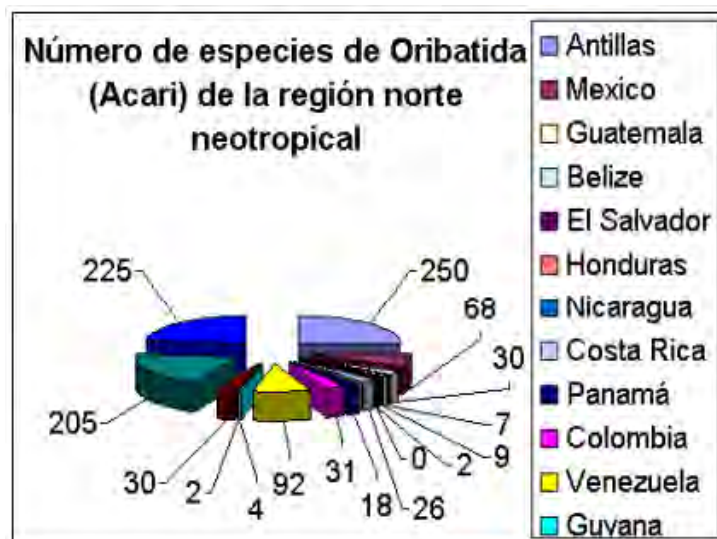 Número de especies de Oribatida
(Acari) de la región norte
neotropical
225
250
68
30
7
9
2
0
26
18
31
92
4
2
30
205
Antillas
Mexico
Guatemala
Belize
El Salvador
Honduras
Nicaragua
Costa Rica
Panamá
Colombia
Venezuela
Guyana